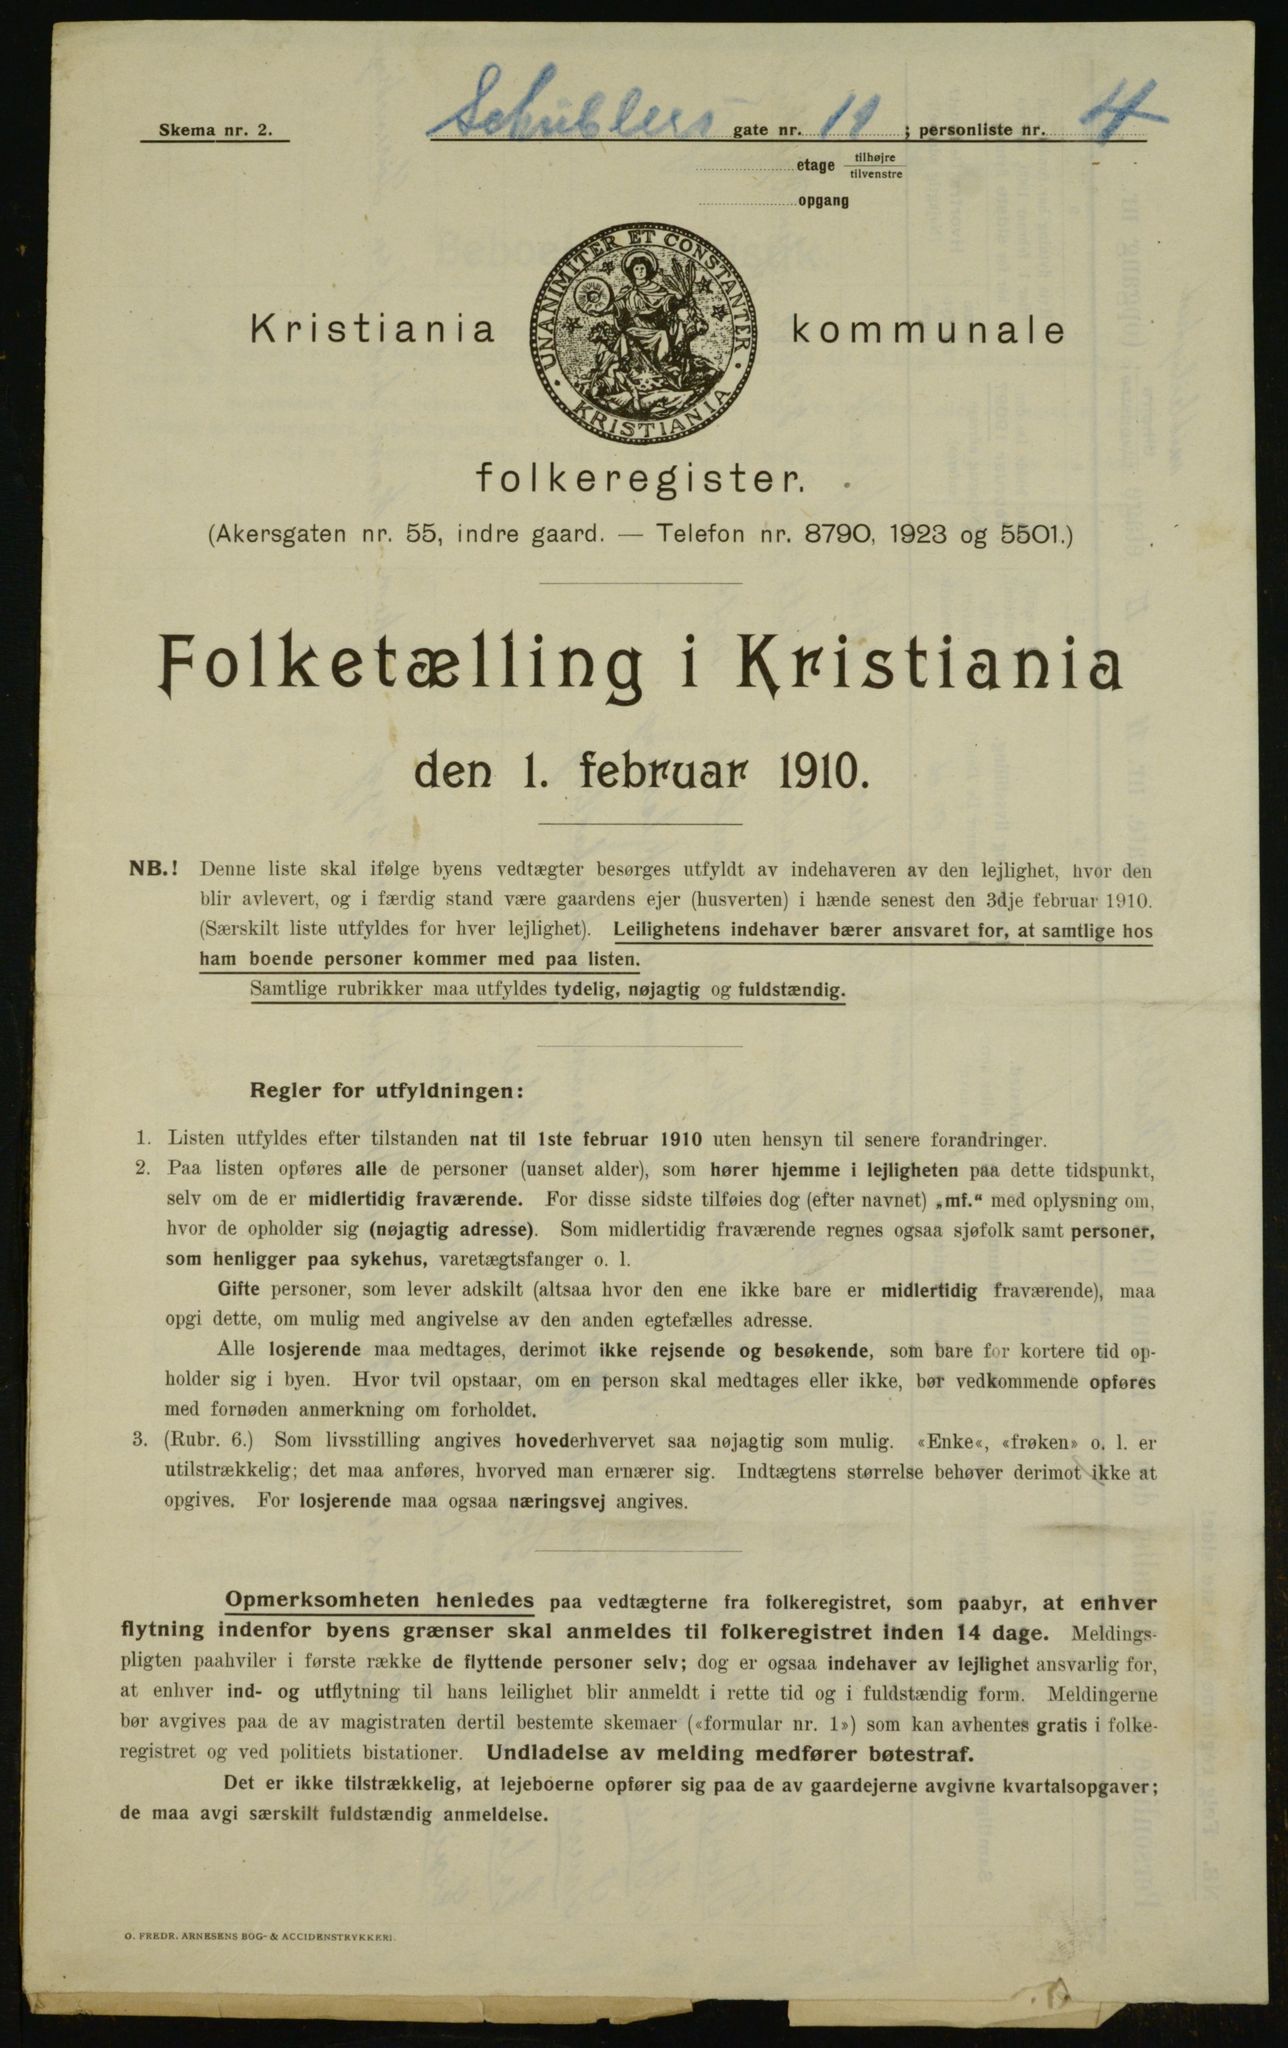 Skema nr. 2.
Schüblers gate nr. 11 ; personliste nr. 4
etage tilhøjre
tilvenstre
opgang
UNANIMITER ET CONSTANTER
KRISTIANIA
Kristiania kommunale
folkeregister.
(Akersgaten nr. 55, indre gaard. — Telefon nr. 8790, 1923 og 5501.)
Folketælling i Kristiania
den 1. februar 1910.
NB.! Denne liste skal ifølge byens vedtægter besørges utfyldt av indehaveren av den lejlighet, hvor den
blir avlevert, og i færdig stand være gaardens ejer (husverten) i hænde senest den 3dje februar 1910.
(Særskilt liste utfyldes for hver lejlighet). Leilighetens indehaver bærer ansvaret for, at samtlige hos
ham boende personer kommer med paa listen.
Samtlige rubrikker maa utfyldes tydelig, nøjagtig og fuldstændig.
Regler for utfyldningen:
1. Listen utfyldes efter tilstanden nat til 1ste februar 1910 uten hensyn til senere forandringer.
2. Paa listen opføres alle de personer (uanset alder), som hører hjemme i lejligheten paa dette tidspunkt,
selv om de er midlertidig fraværende. For disse sidste tilføies dog (efter navnet) „mf.“ med oplysning om,
hvor de opholder sig (nøjagtig adresse). Som midlertidig fraværende regnes ogsaa sjøfolk samt personer,
som henligger paa sykehus, varetægtsfanger o. l.
Gifte personer, som lever adskilt (altsaa hvor den ene ikke bare er midlertidig fraværende), maa
opgi dette, om mulig med angivelse av den anden egtefælles adresse.
Alle losjerende maa medtages, derimot ikke rejsende og besøkende, som bare for kortere tid op-
holder sig i byen. Hvor tvil opstaar, om en person skal medtages eller ikke, bør vedkommende opføres
med fornøden anmerkning om forholdet.
3. (Rubr. 6.) Som livsstilling angives hovederhvervet saa nøjagtig som mulig. «Enke«, «frøken» o. l. er
utilstrækkelig; det maa anføres, hvorved man ernærer sig. Indtægtens størrelse behøver derimot ikke at
opgives. For losjerende maa ogsaa næringsvej angives.
Opmerksomheten henledes paa vedtægterne fra folkeregistret, som paabyr, at enhver
flytning indenfor byens grænser skal anmeldes til folkeregistret inden 14 dage. Meldings-
pligten paahviler i første række de flyttende personer selv; dog er ogsaa indehaver av lejlighet ansvarlig for,
at enhver ind- og utflytning til hans leilighet blir anmeldt i rette tid og i fuldstændig form. Meldingerne
bør avgives paa de av magistraten dertil bestemte skemaer («formular nr. 1») som kan avhentes gratis i folke-
registret og ved politiets bistationer. Undladelse av melding medfører bøtestraf.
Det er ikke tilstrækkelig, at lejeboerne opfører sig paa de av gaardejerne avgivne kvartalsopgaver;
de maa avgi særskilt fuldstændig anmeldelse.
O. FREDR. ARNESENS BOG- & ACCIDENSTRYKKERI.